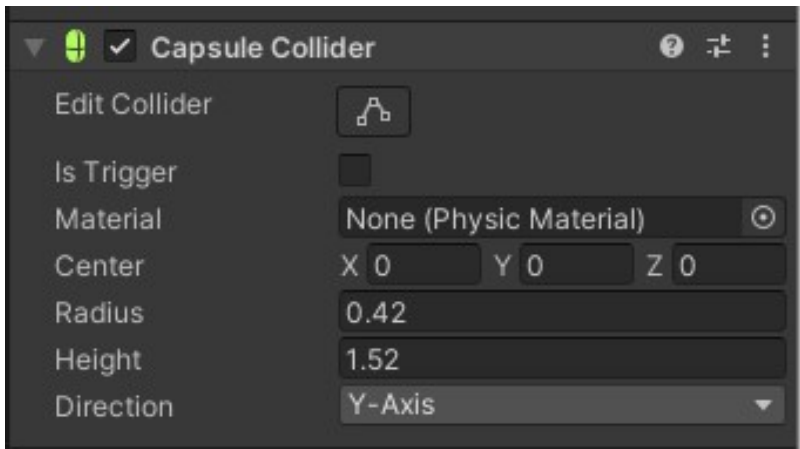 Capsule Collider
Edit Collider
Is Trigger
Material None (Physic Material)
Center X 0 Y 0 Z 0
Radius 0.42
Height 1.52
Direction Y-Axis